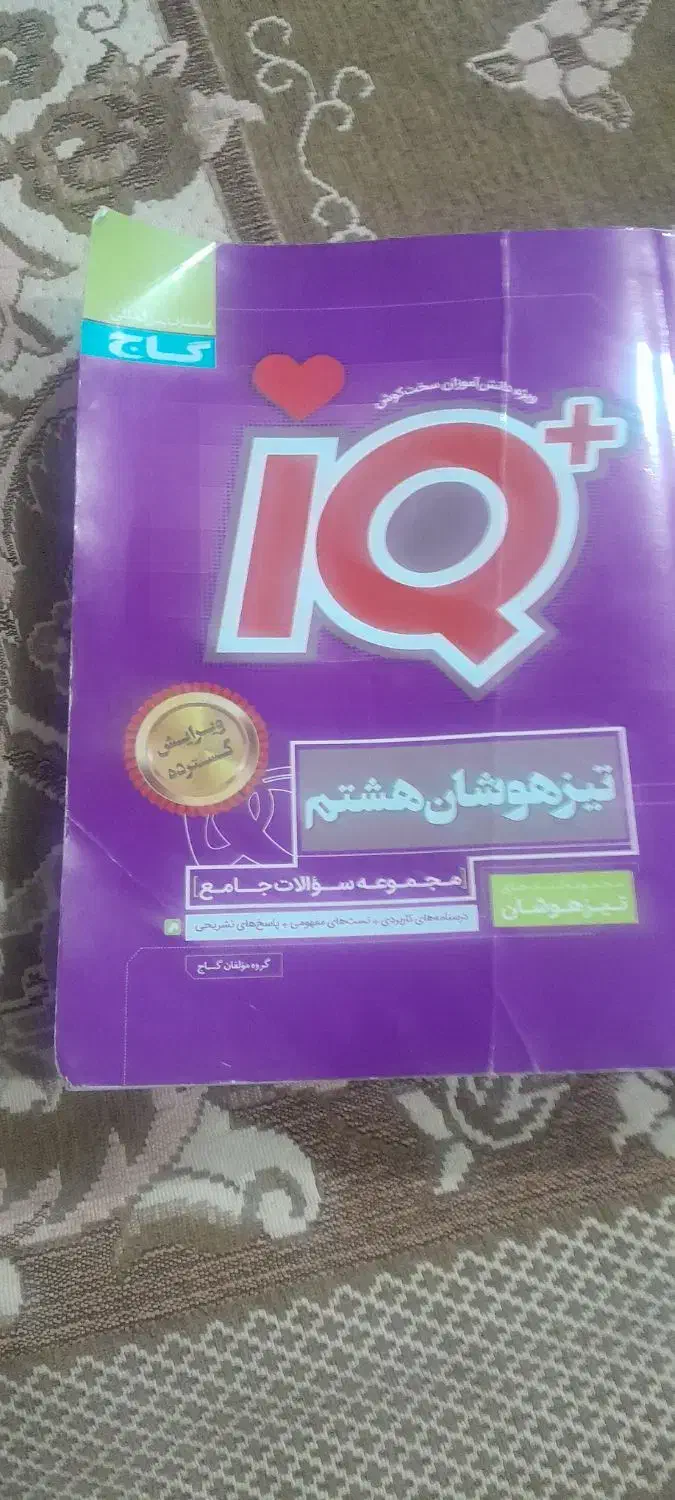 گاج
ویژه دانش‌آموزان سخت‌کوش
IQ+
ویرایش
گسترده
تیزهوشان هشتم
[مجموعه سؤالات جامع]
تیزهوشان
درسنامه‌های کاربردی + تست‌های مفهومی + پاسخ‌های تشریحی
گروه مؤلفان گاج